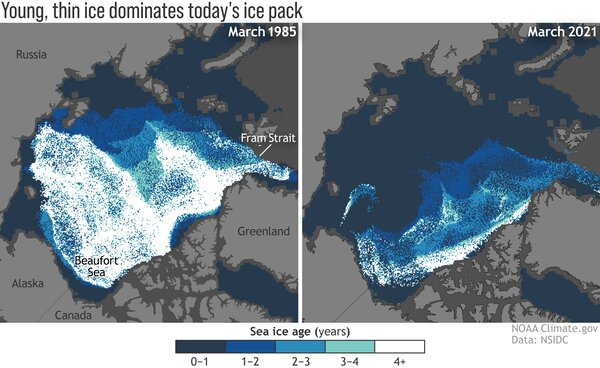 Young, thin ice dominates today's ice pack
March 1985
March 2021
Russia
Fram Strait
Greenland
Beaufort
Sea
Alaska
Canada
NOAA Climate.gov
Data: NSIDC
Sea ice age (years)
0–1 1–2 2–3 3–4 4+